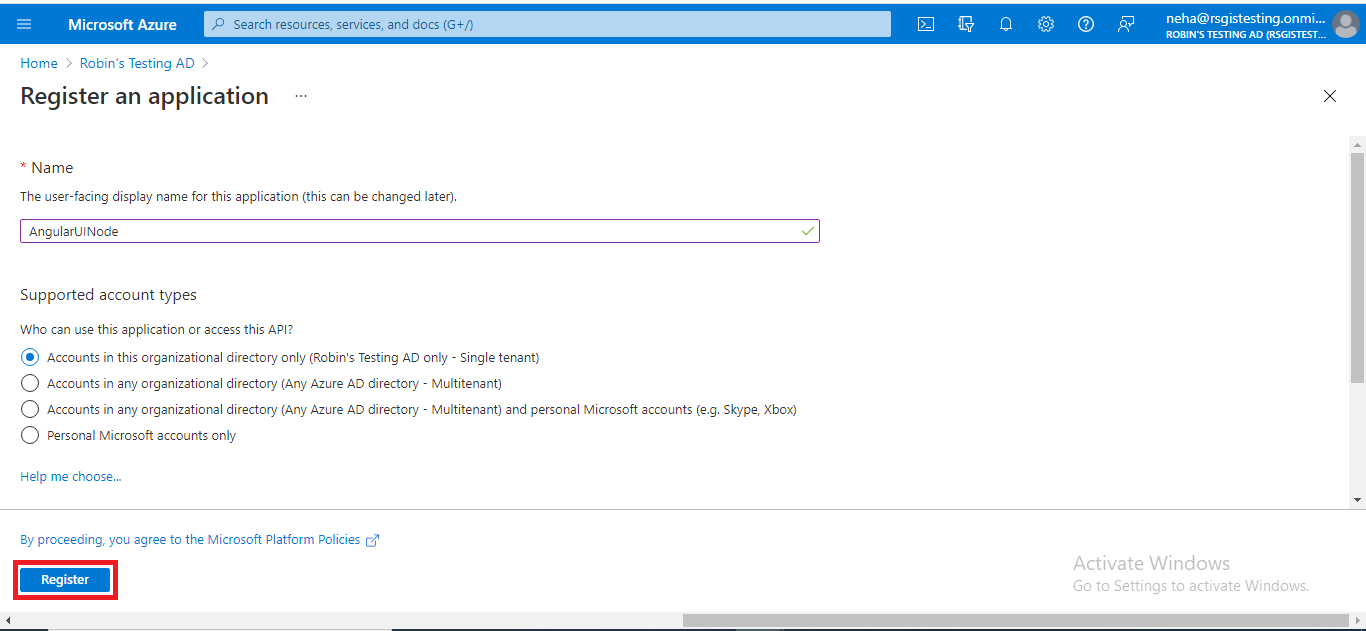 Microsoft Azure
Search resources, services, and docs (G+/)
neha@rsgistesting.onmi...
ROBIN'S TESTING AD (RSGISTEST...
Home > Robin's Testing AD >
Register an application ...
* Name
The user-facing display name for this application (this can be changed later).
AngularUINode
Supported account types
Who can use this application or access this API?
Accounts in this organizational directory only (Robin's Testing AD only - Single tenant)
Accounts in any organizational directory (Any Azure AD directory - Multitenant)
Accounts in any organizational directory (Any Azure AD directory - Multitenant) and personal Microsoft accounts (e.g. Skype, Xbox)
Personal Microsoft accounts only
Help me choose...
By proceeding, you agree to the Microsoft Platform Policies
Register
Activate Windows
Go to Settings to activate Windows.